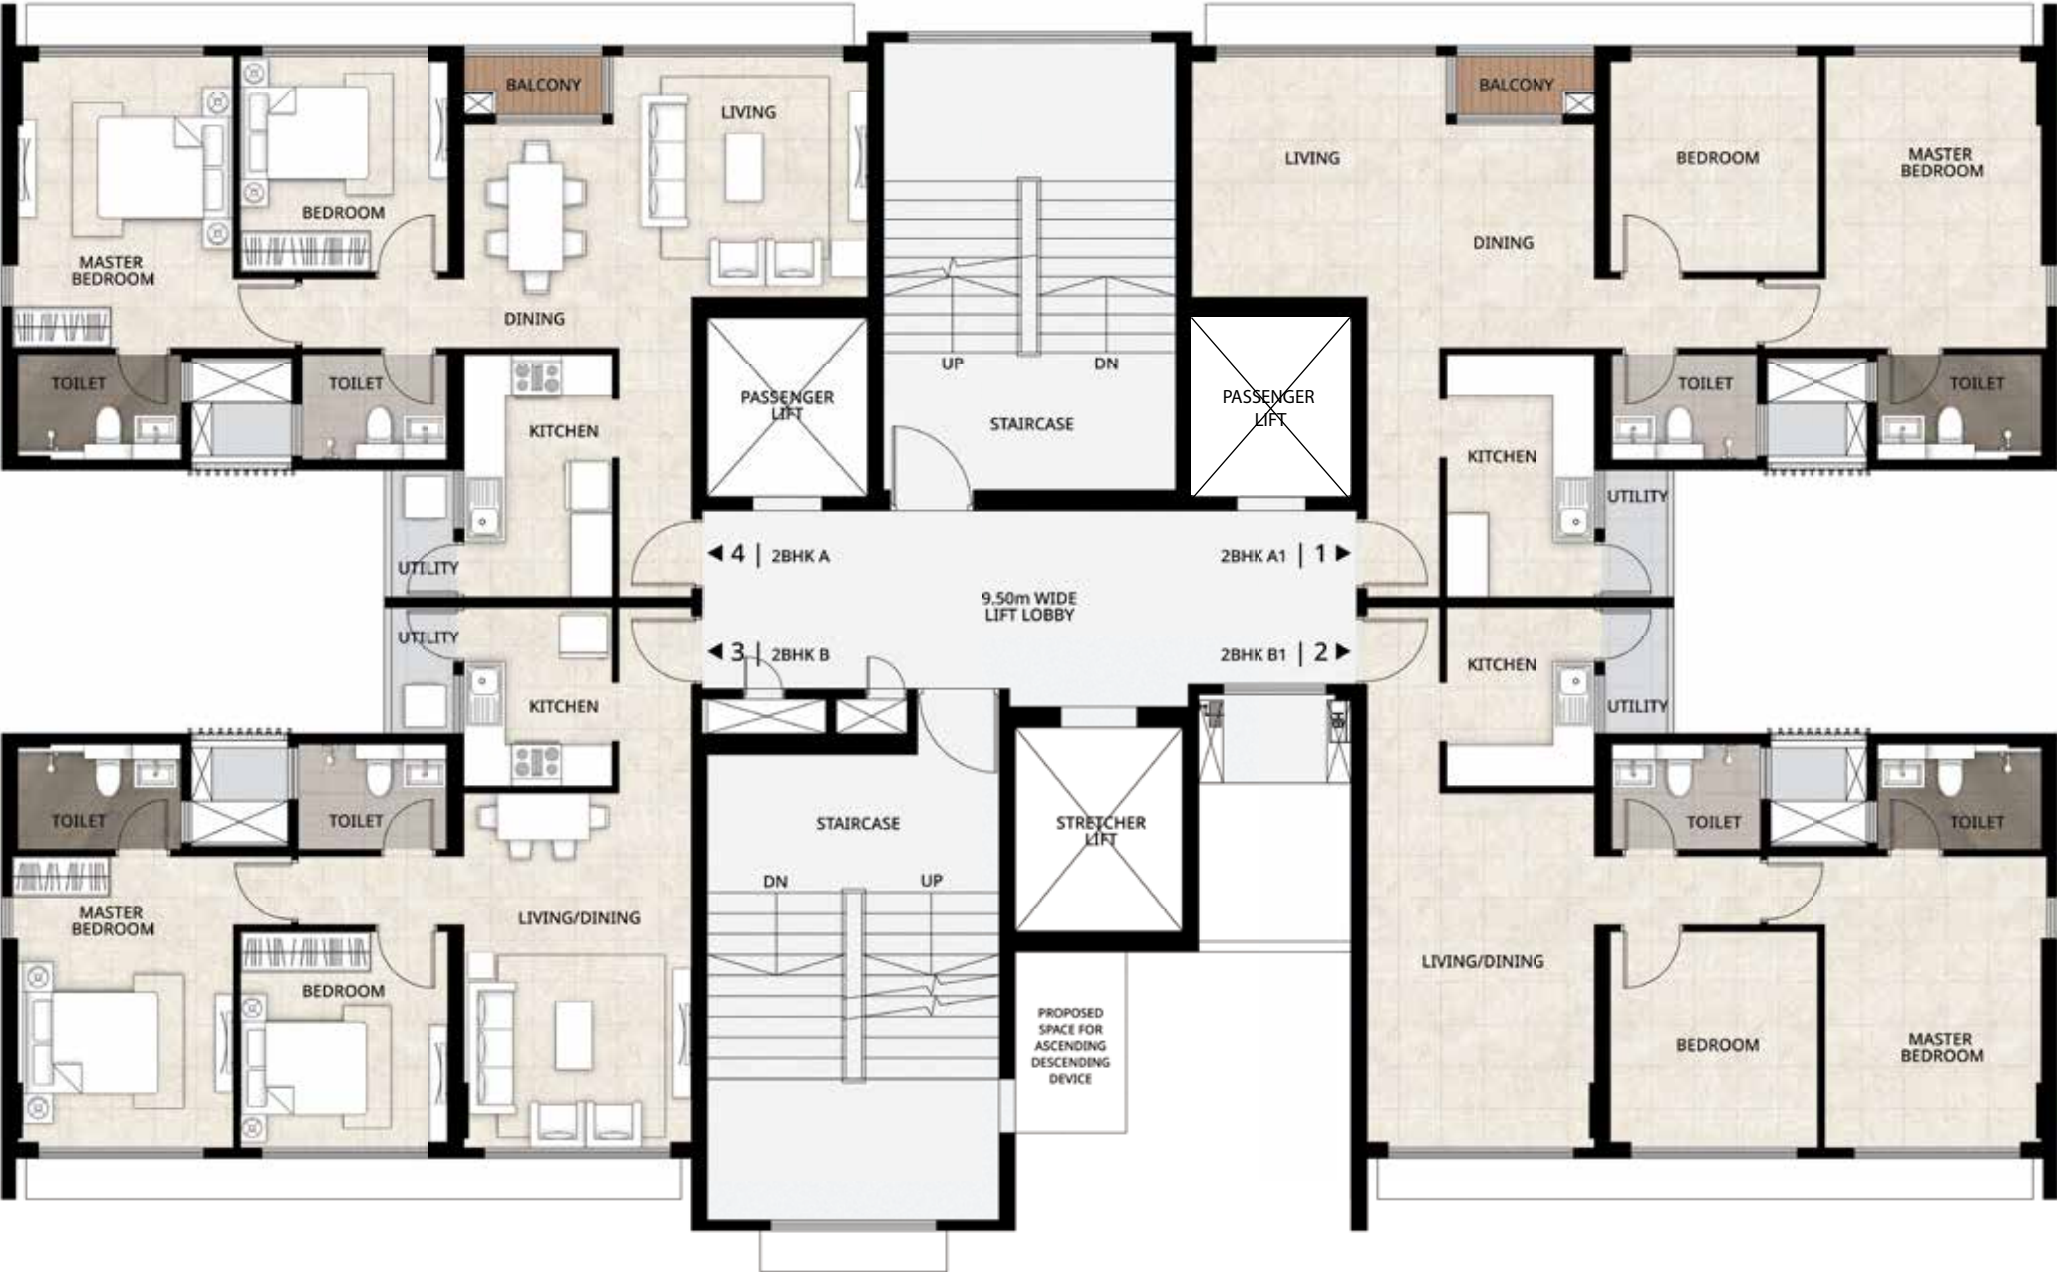 BALCONY
LIVING
BEDROOM
MASTER
BEDROOM
DINING
TOILET
TOILET
KITCHEN
UTILITY
PASSENGER
LIFT
UP
DN
STAIRCASE
PASSENGER
LIFT
BALCONY
LIVING
DINING
BEDROOM
MASTER
BEDROOM
TOILET
TOILET
KITCHEN
UTILITY
4 | 2BHK A
2BHK A1 | 1
9.50m WIDE
LIFT LOBBY
3 | 2BHK B
2BHK B1 | 2
UTILITY
KITCHEN
TOILET
TOILET
MASTER
BEDROOM
BEDROOM
LIVING/DINING
STAIRCASE
DN
UP
STRETCHER
LIFT
PROPOSED
SPACE FOR
ASCENDING
DESCENDING
DEVICE
KITCHEN
UTILITY
TOILET
TOILET
LIVING/DINING
BEDROOM
MASTER
BEDROOM